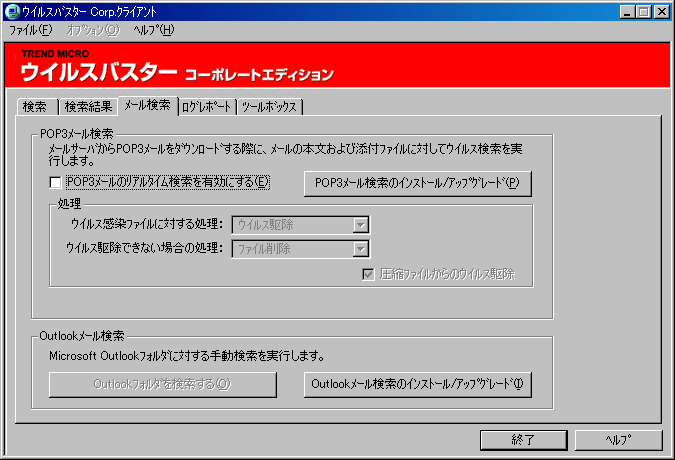 ウイルスバスター Corp.クライアント
ファイル(F) オプション(O) ヘルプ(H)
TREND MICRO
ウイルスバスター コーポレートエディション
検索 検索結果 メール検索 ログレポート ツールボックス
POP3メール検索
メールサーバからPOP3メールをダウンロードする際に、メールの本文および添付ファイルに対してウイルス検索を実
行します。
POP3メールのリアルタイム検索を有効にする(E) POP3メール検索のインストール/アップグレード(P)
処理
ウイルス感染ファイルに対する処理: ウイルス駆除
ウイルス駆除できない場合の処理: ファイル削除
圧縮ファイルからのウイルス駆除
Outlookメール検索
Microsoft Outlookフォルダに対する手動検索を実行します。
Outlookフォルダを検索する(O) Outlookメール検索のインストール/アップグレード(I)
終了 ヘルプ